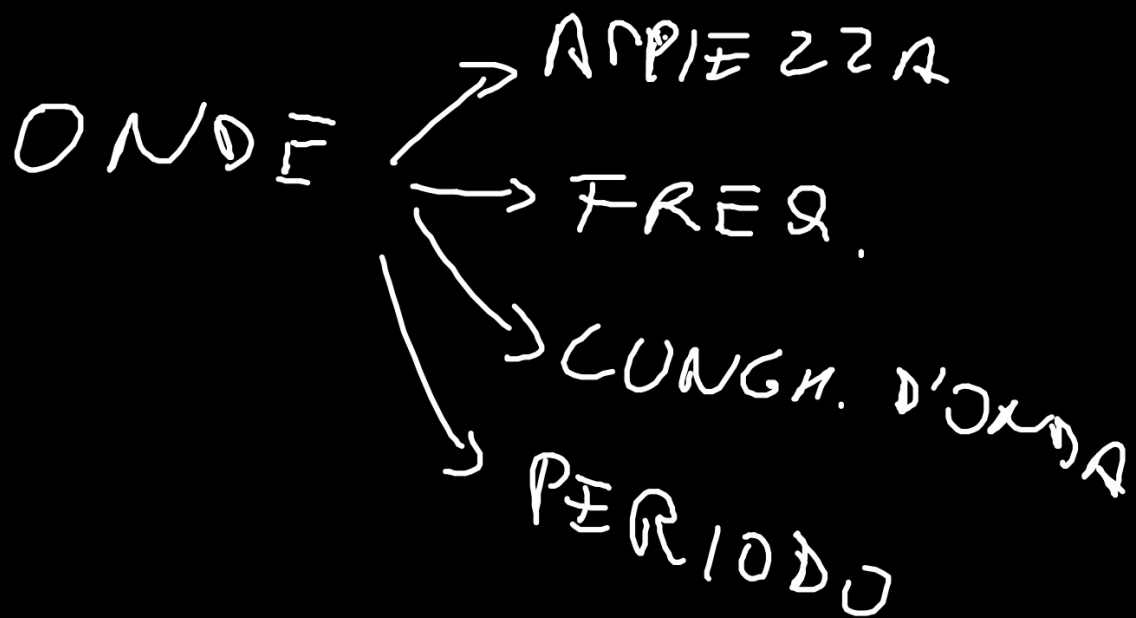 ONDE
AMPIEZZA
FREQ.
LUNGH. D'ONDA
PERIODO